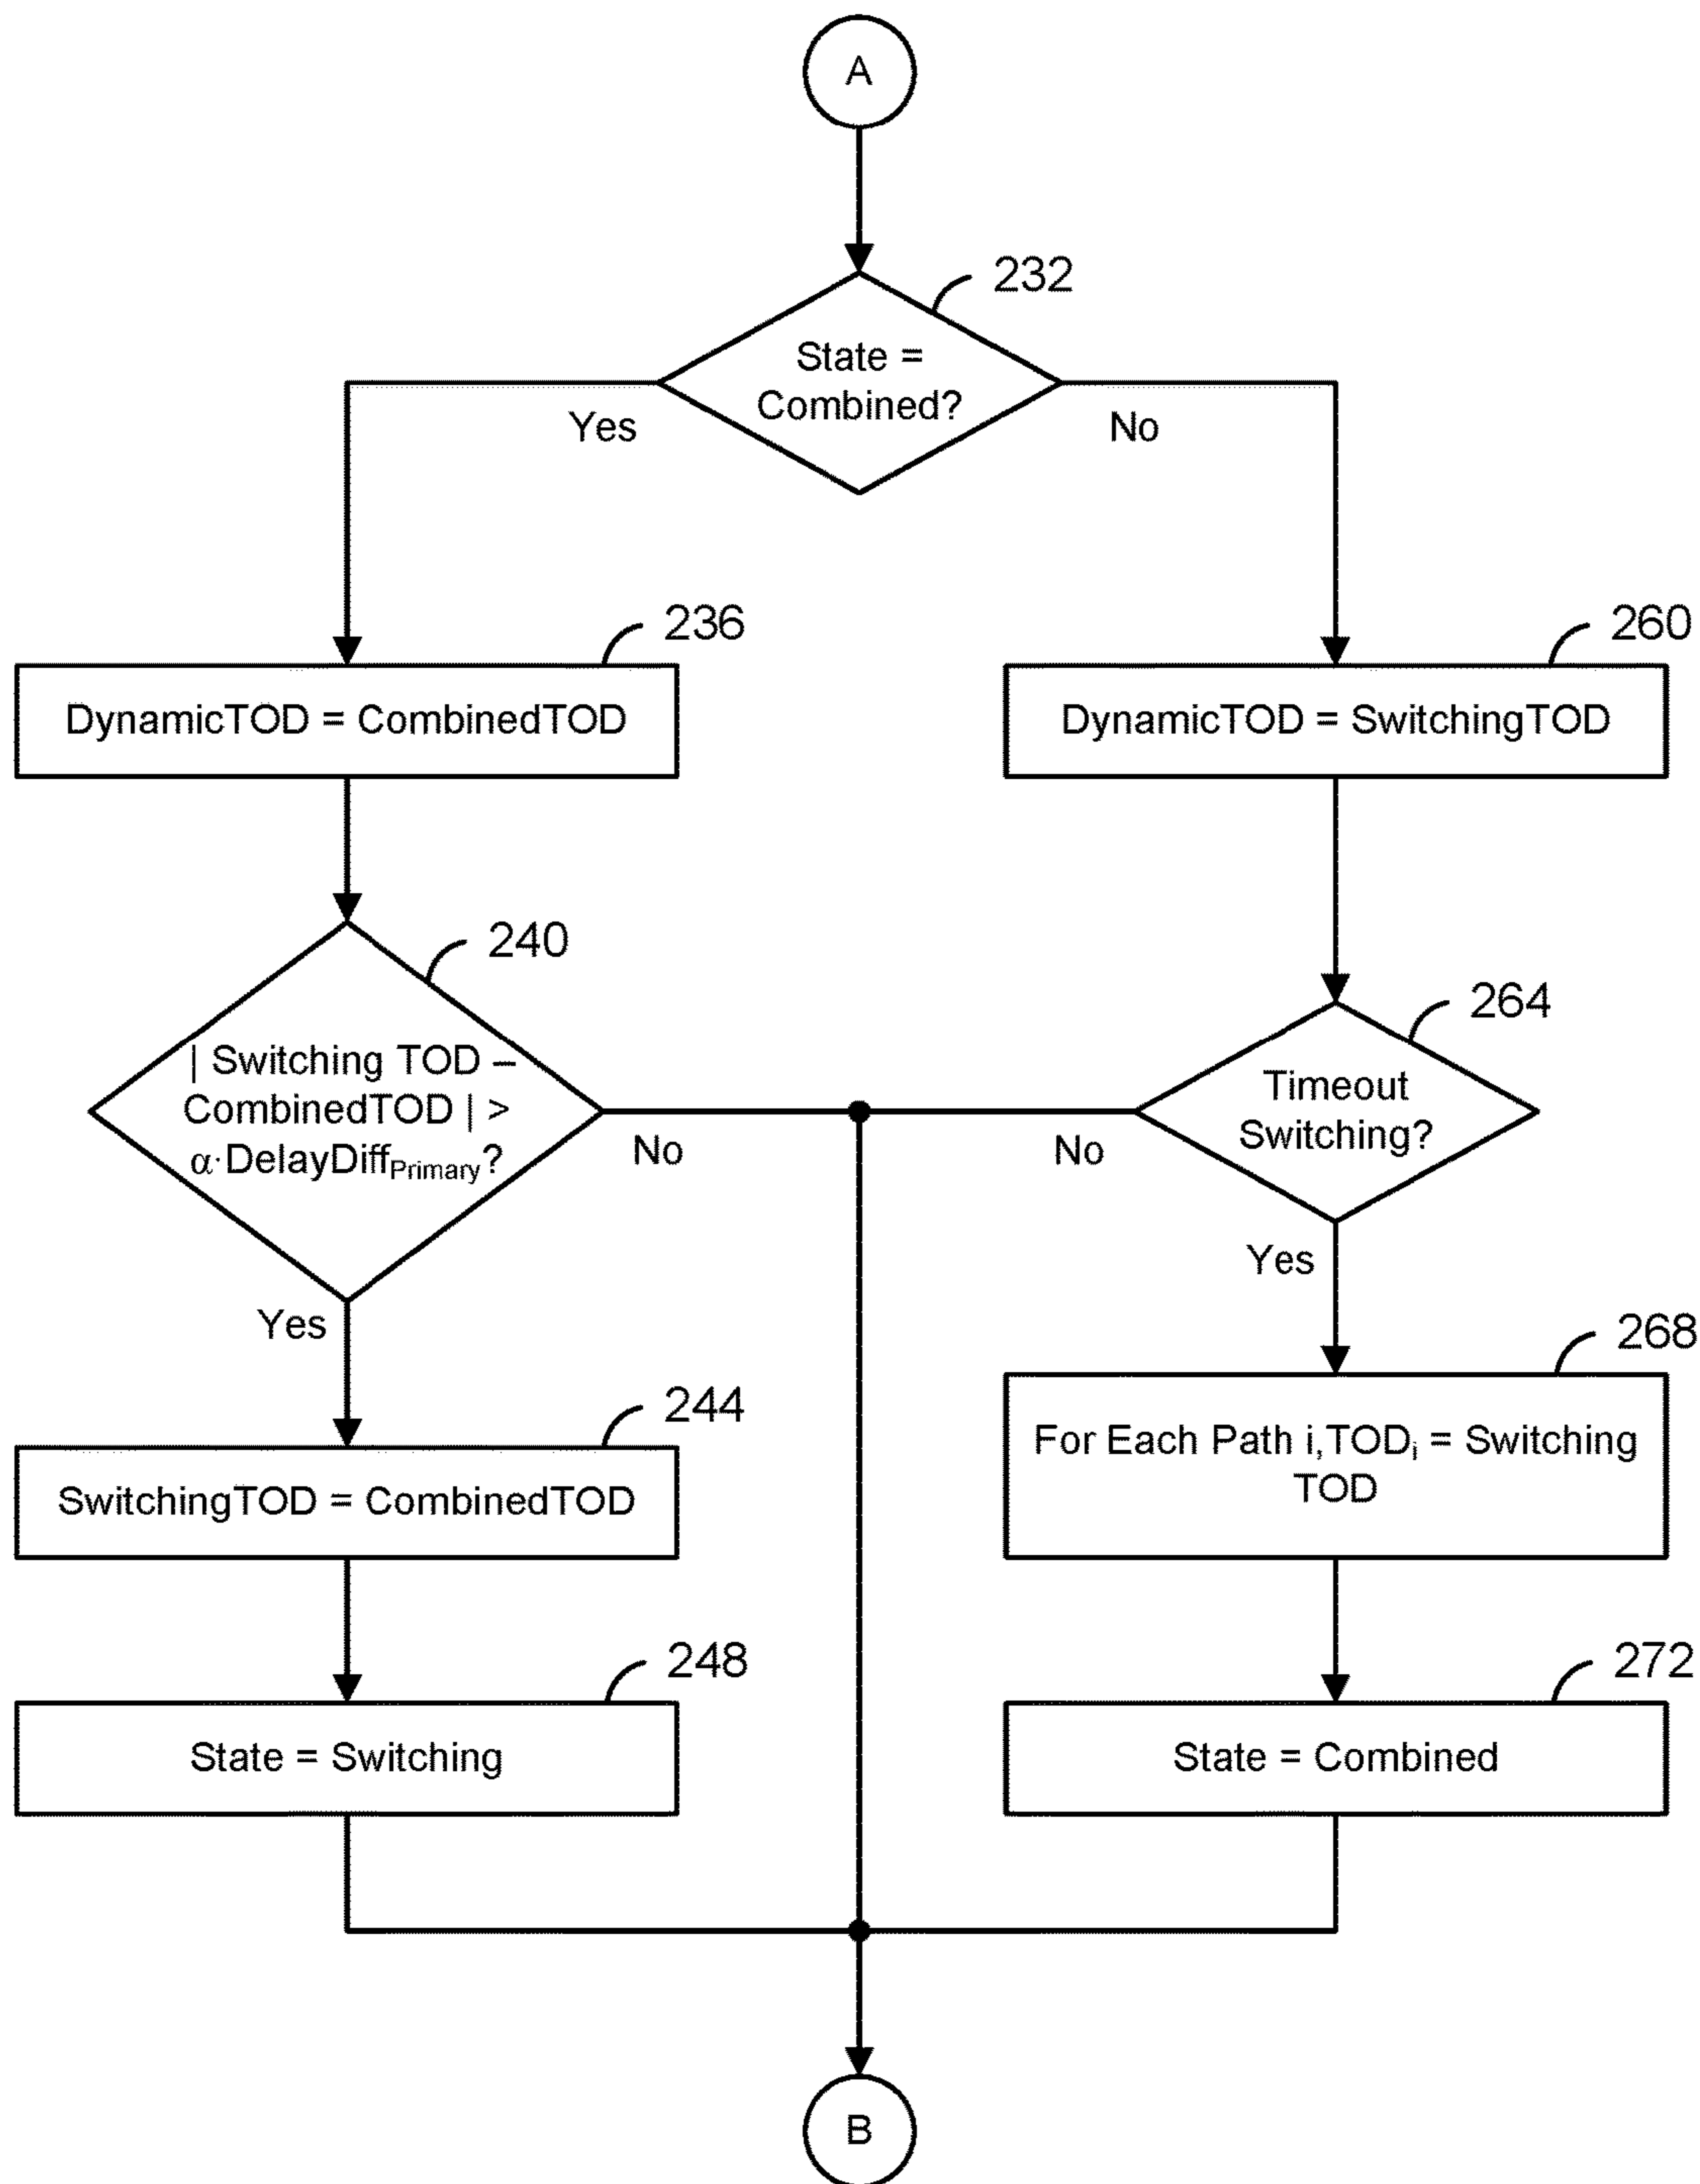 A
232
State =
Combined?
Yes
No
236
DynamicTOD = CombinedTOD
260
DynamicTOD = SwitchingTOD
240
| Switching TOD –
CombinedTOD | >
α·DelayDiffPrimary?
No
264
Timeout
Switching?
No
Yes
Yes
244
SwitchingTOD = CombinedTOD
268
For Each Path i,TODi = Switching
TOD
248
State = Switching
272
State = Combined
B